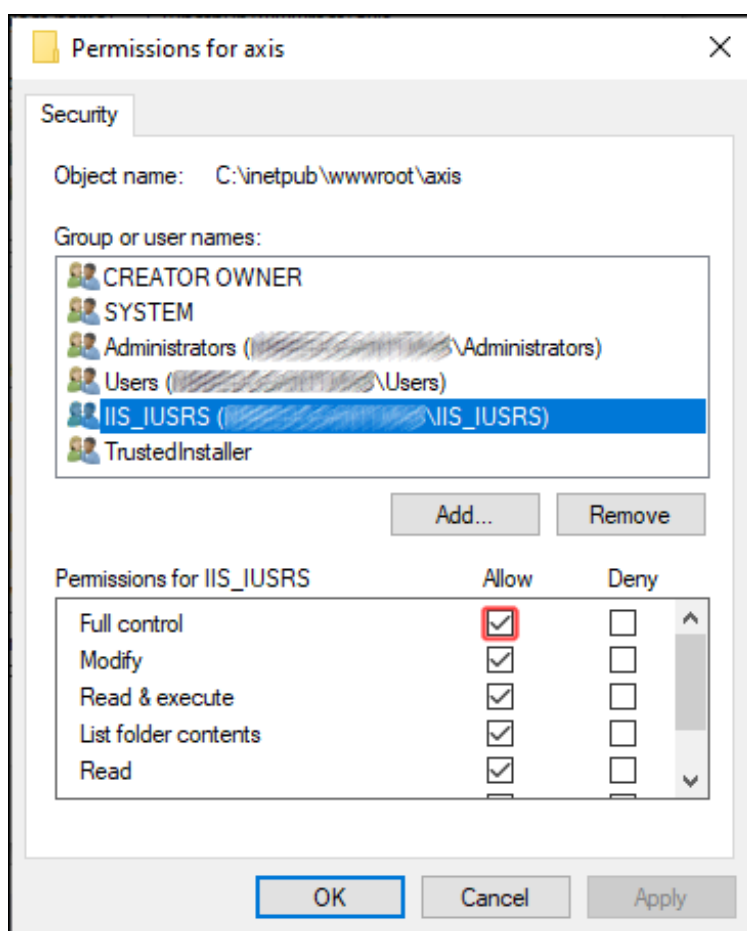 Permissions for axis
Security
Object name: C:\inetpub\wwwroot\axis
Group or user names:
CREATOR OWNER
SYSTEM
Administrators (\Administrators)
Users (\Users)
IIS_IUSRS (\IIS_IUSRS)
TrustedInstaller
Add... Remove
Permissions for IIS_IUSRS Allow Deny
Full control
Modify
Read & execute
List folder contents
Read
OK Cancel Apply